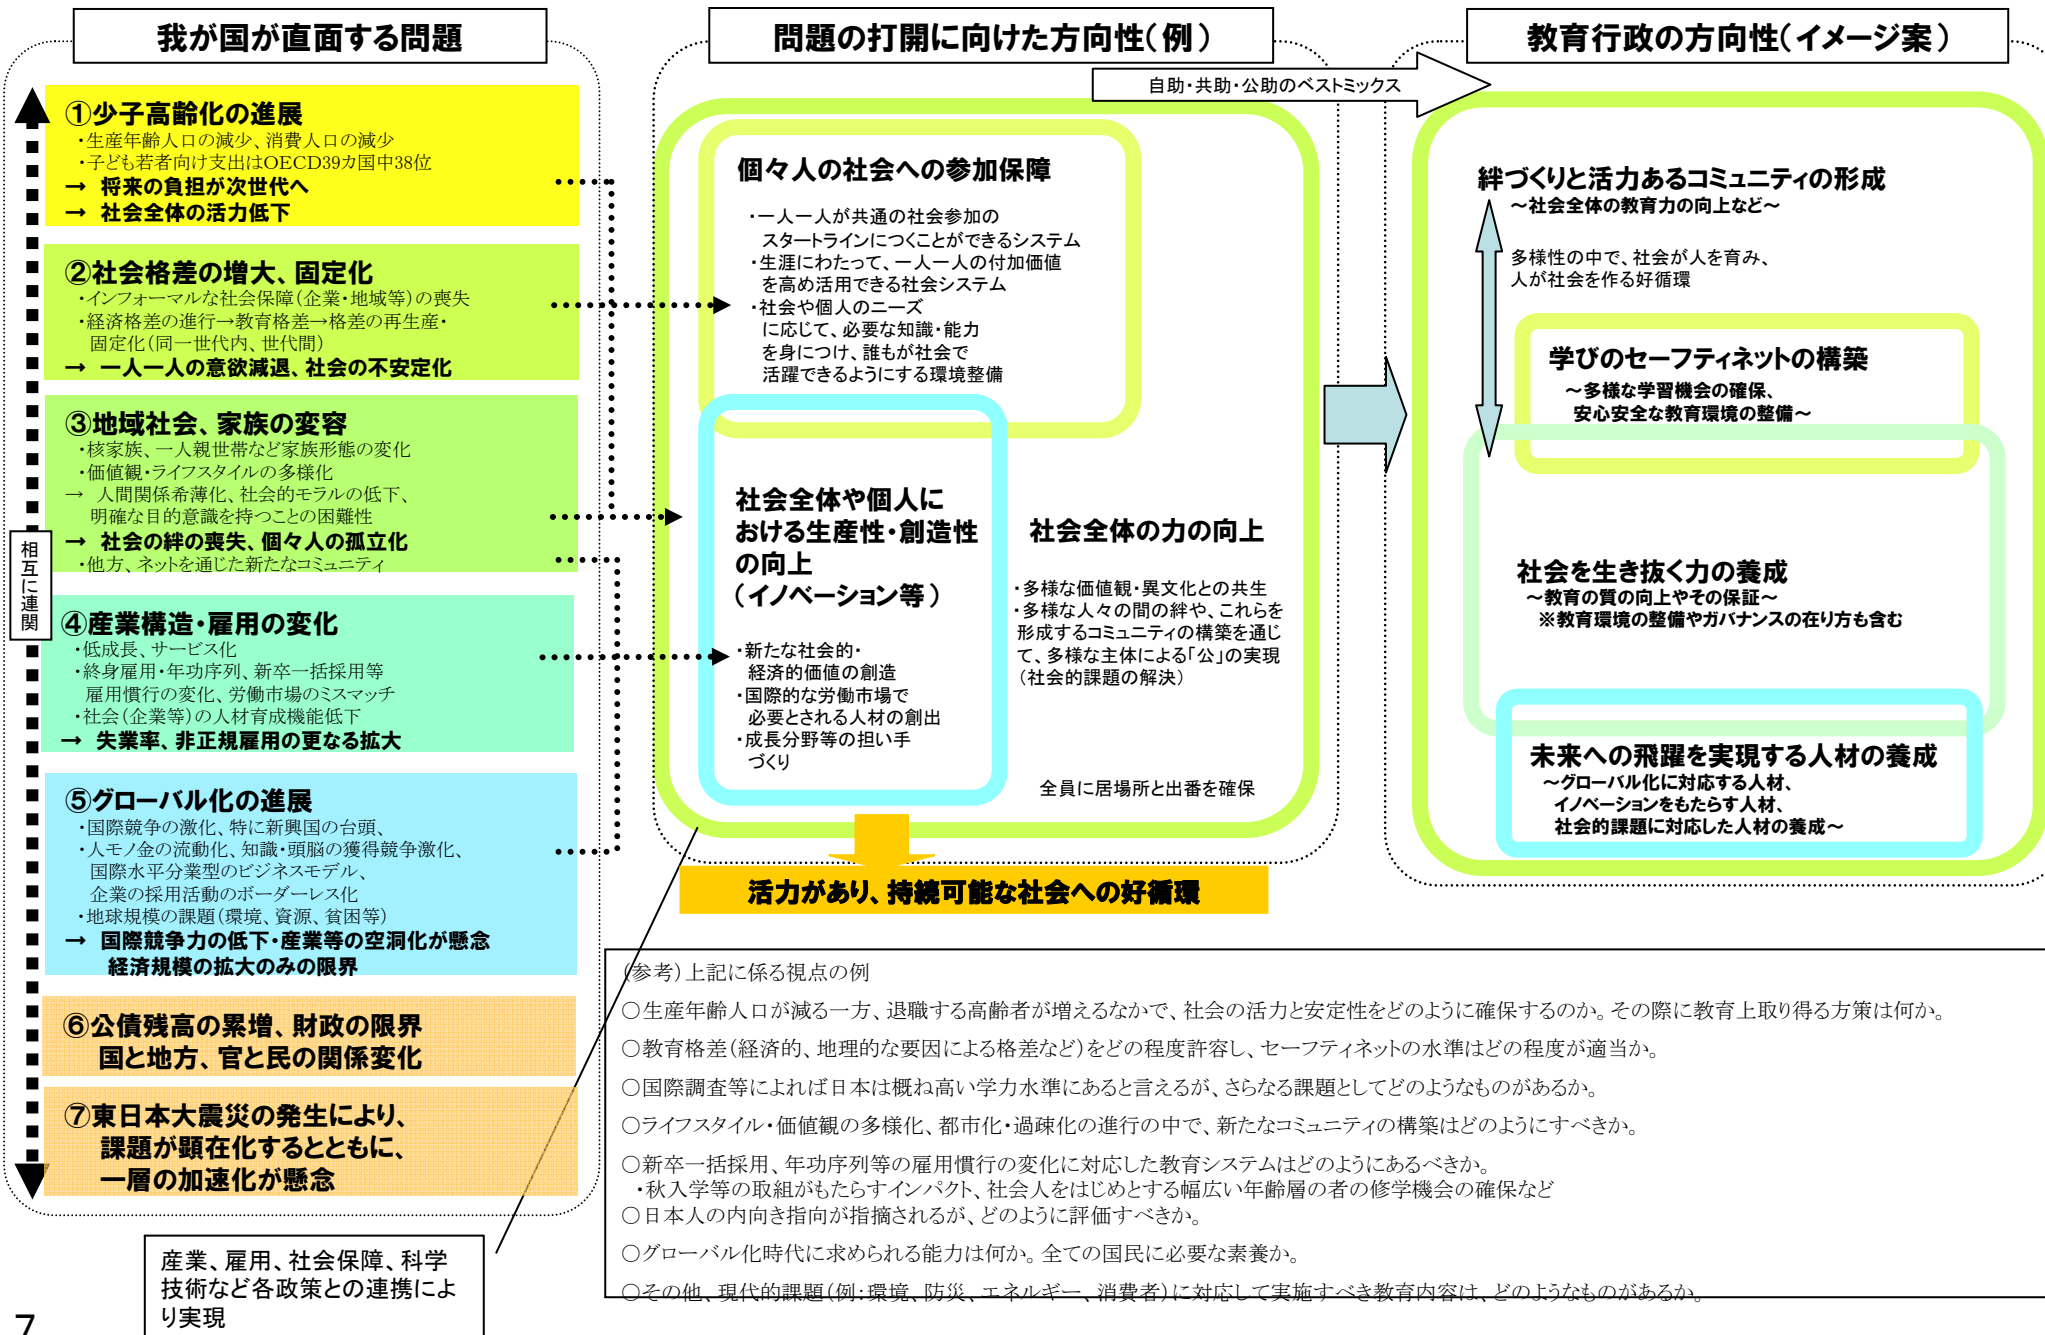 我が国が直面する問題
①少子高齢化の進展
・生産年齢人口の減少、消費人口の減少
・子ども若者向け支出はOECD39カ国中38位
→ 将来の負担が次世代へ
→ 社会全体の活力低下
②社会格差の増大、固定化
・インフォーマルな社会保障(企業・地域等)の喪失
・経済格差の進行→教育格差→格差の再生産・
固定化(同一世代内、世代間)
→ 一人一人の意欲減退、社会の不安定化
③地域社会、家族の変容
・核家族、一人親世帯など家族形態の変化
・価値観・ライフスタイルの多様化
→ 人間関係希薄化、社会的モラルの低下、
明確な目的意識を持つことの困難性
→ 社会の絆の喪失、個々人の孤立化
・他方、ネットを通じた新たなコミュニティ
④産業構造・雇用の変化
・低成長、サービス化
・終身雇用・年功序列、新卒一括採用等
雇用慣行の変化、労働市場のミスマッチ
・社会(企業等)の人材育成機能低下
→ 失業率、非正規雇用の更なる拡大
⑤グローバル化の進展
・国際競争の激化、特に新興国の台頭、
・人モノ金の流動化、知識・頭脳の獲得競争激化、
国際水平分業型のビジネスモデル、
企業の採用活動のボーダーレス化
・地球規模の課題(環境、資源、貧困等)
→ 国際競争力の低下・産業等の空洞化が懸念
経済規模の拡大のみの限界
⑥公債残高の累増、財政の限界
国と地方、官と民の関係変化
⑦東日本大震災の発生により、
課題が顕在化するとともに、
一層の加速化が懸念
相互に連関
産業、雇用、社会保障、科学
技術など各政策との連携によ
り実現
7
問題の打開に向けた方向性(例)
自助・共助・公助のベストミックス
個々人の社会への参加保障
・一人一人が共通の社会参加の
スタートラインにつくことができるシステム
・生涯にわたって、一人一人の付加価値
を高め活用できる社会システム
・社会や個人のニーズ
に応じて、必要な知識・能力
を身につけ、誰もが社会で
活躍できるようにする環境整備
社会全体や個人に
おける生産性・創造性
の向上
(イノベーション等)
・新たな社会的・
経済的価値の創造
・国際的な労働市場で
必要とされる人材の創出
・成長分野等の担い手
づくり
社会全体の力の向上
・多様な価値観・異文化との共生
・多様な人々の間の絆や、これらを
形成するコミュニティの構築を通じ
て、多様な主体による「公」の実現
(社会的課題の解決)
全員に居場所と出番を確保
活力があり、持続可能な社会への好循環
教育行政の方向性(イメージ案)
絆づくりと活力あるコミュニティの形成
～社会全体の教育力の向上など～
多様性の中で、社会が人を育み、
人が社会を作る好循環
学びのセーフティネットの構築
～多様な学習機会の確保、
安心安全な教育環境の整備～
社会を生き抜く力の養成
～教育の質の向上やその保証～
※教育環境の整備やガバナンスの在り方も含む
未来への飛躍を実現する人材の養成
～グローバル化に対応する人材、
イノベーションをもたらす人材、
社会的課題に対応した人材の養成～
(参考)上記に係る視点の例
○生産年齢人口が減る一方、退職する高齢者が増えるなかで、社会の活力と安定性をどのように確保するのか。その際に教育上取り得る方策は何か。
○教育格差(経済的、地理的な要因による格差など)をどの程度許容し、セーフティネットの水準はどの程度が適当か。
○国際調査等によれば日本は概ね高い学力水準にあると言えるが、さらなる課題としてどのようなものがあるか。
○ライフスタイル・価値観の多様化、都市化・過疎化の進行の中で、新たなコミュニティの構築はどのようにすべきか。
○新卒一括採用、年功序列等の雇用慣行の変化に対応した教育システムはどのようにあるべきか。
・秋入学等の取組がもたらすインパクト、社会人をはじめとする幅広い年齢層の者の修学機会の確保など
○日本人の内向き指向が指摘されるが、どのように評価すべきか。
○グローバル化時代に求められる能力は何か。全ての国民に必要な素養か。
○その他、現代的課題(例:環境、防災、エネルギー、消費者)に対応して実施すべき教育内容は、どのようなものがあるか。